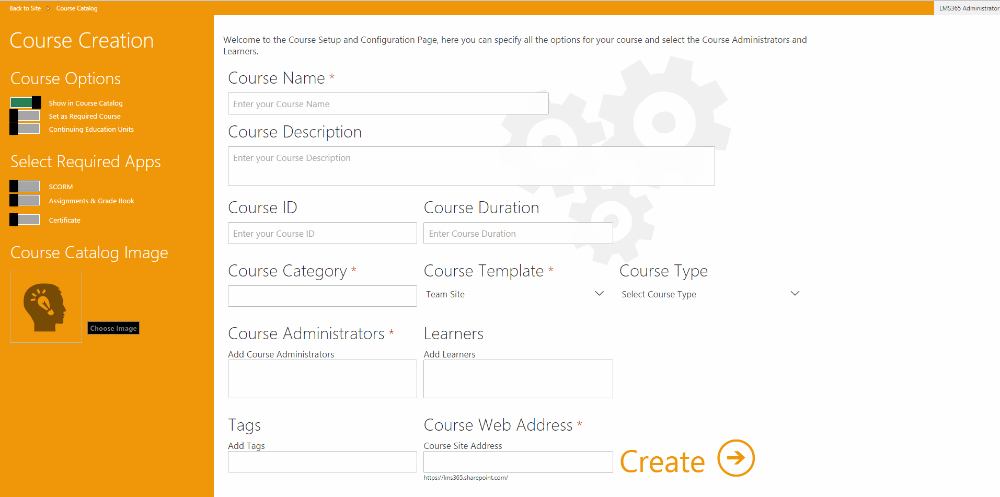 Back to Site
Course Catalog
LMS365 Administrator
Course Creation
Course Options
Show in Course Catalog
Set as Required Course
Continuing Education Units
Select Required Apps
SCORM
Assignments & Grade Book
Certificate
Course Catalog Image
Choose Image
Welcome to the Course Setup and Configuration Page, here you can specify all the options for your course and select the Course Administrators and
Learners.
Course Name *
Enter your Course Name
Course Description
Enter your Course Description
Course ID
Course Duration
Enter your Course ID
Enter Course Duration
Course Category *
Course Template *
Course Type
Team Site
Select Course Type
Course Administrators *
Learners
Add Course Administrators
Add Learners
Tags
Course Web Address *
Add Tags
Course Site Address
https://lms365.sharepoint.com/
Create